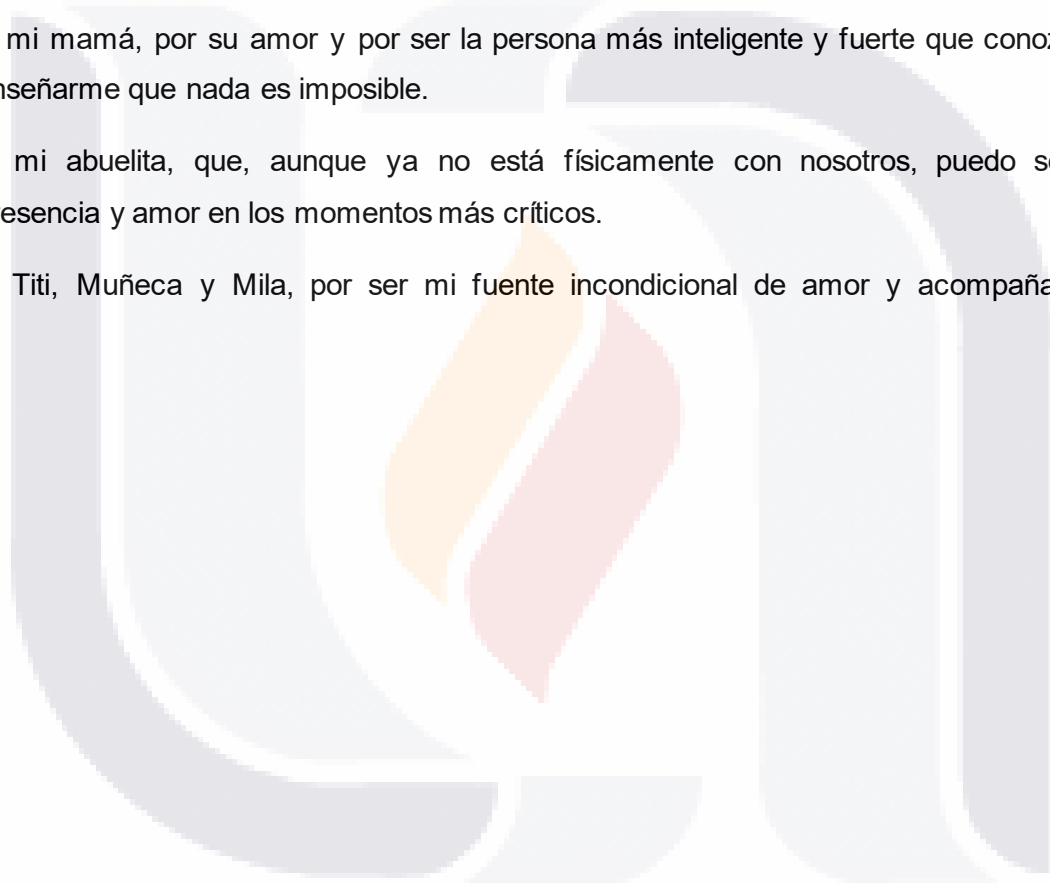 mi mamá, por su amor y por ser la persona más inteligente y fuerte que
que nada es imposible.
mi abuelita, que, aunque ya no está físicamente con nosotros, puedo
y amor en los momentos más críticos.
Titi, Muñeca y Mila, por ser mi fuente incondicional de amor y